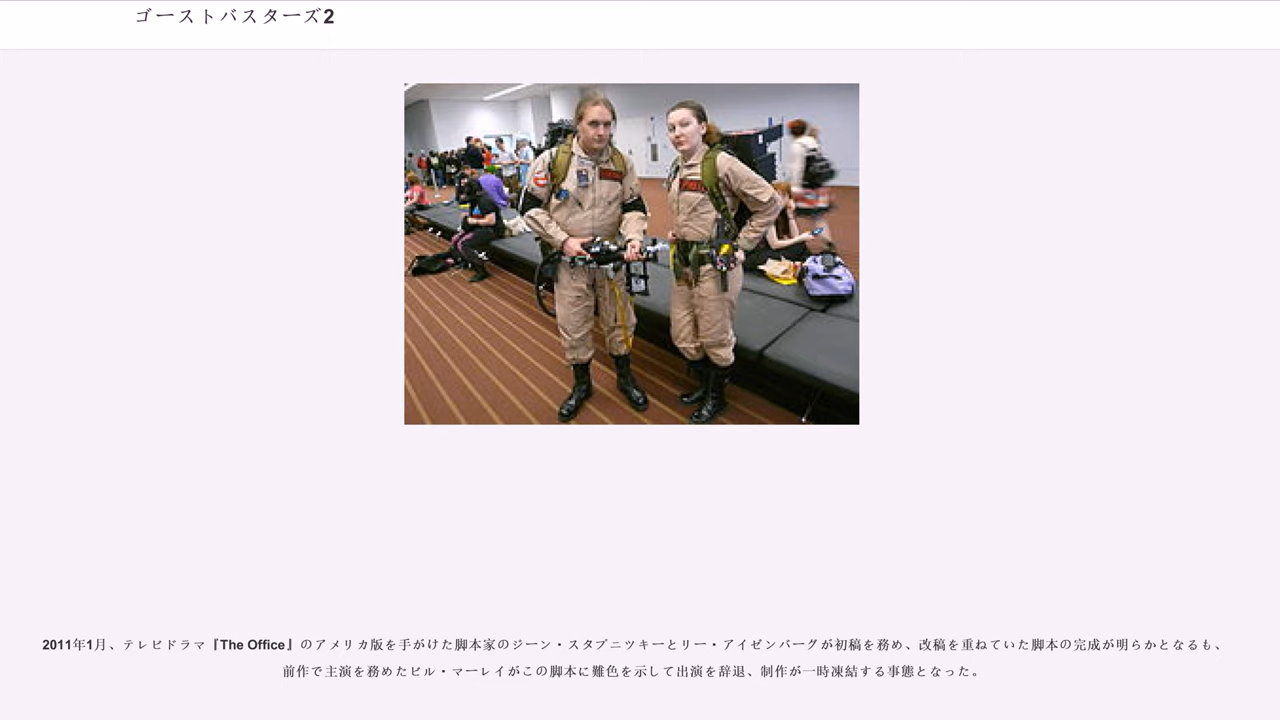 ゴーストバスターズ2
2011年1月、テレビドラマ『The Office』のアメリカ版を手がけた脚本家のジーン・スタプニツキーとリー・アイゼンバーグが初稿を務め、改稿を重ねていた脚本の完成が明らかとなるも、
前作で主演を務めたビル・マーレイがこの脚本に難色を示して出演を辞退、制作が一時凍結する事態となった。